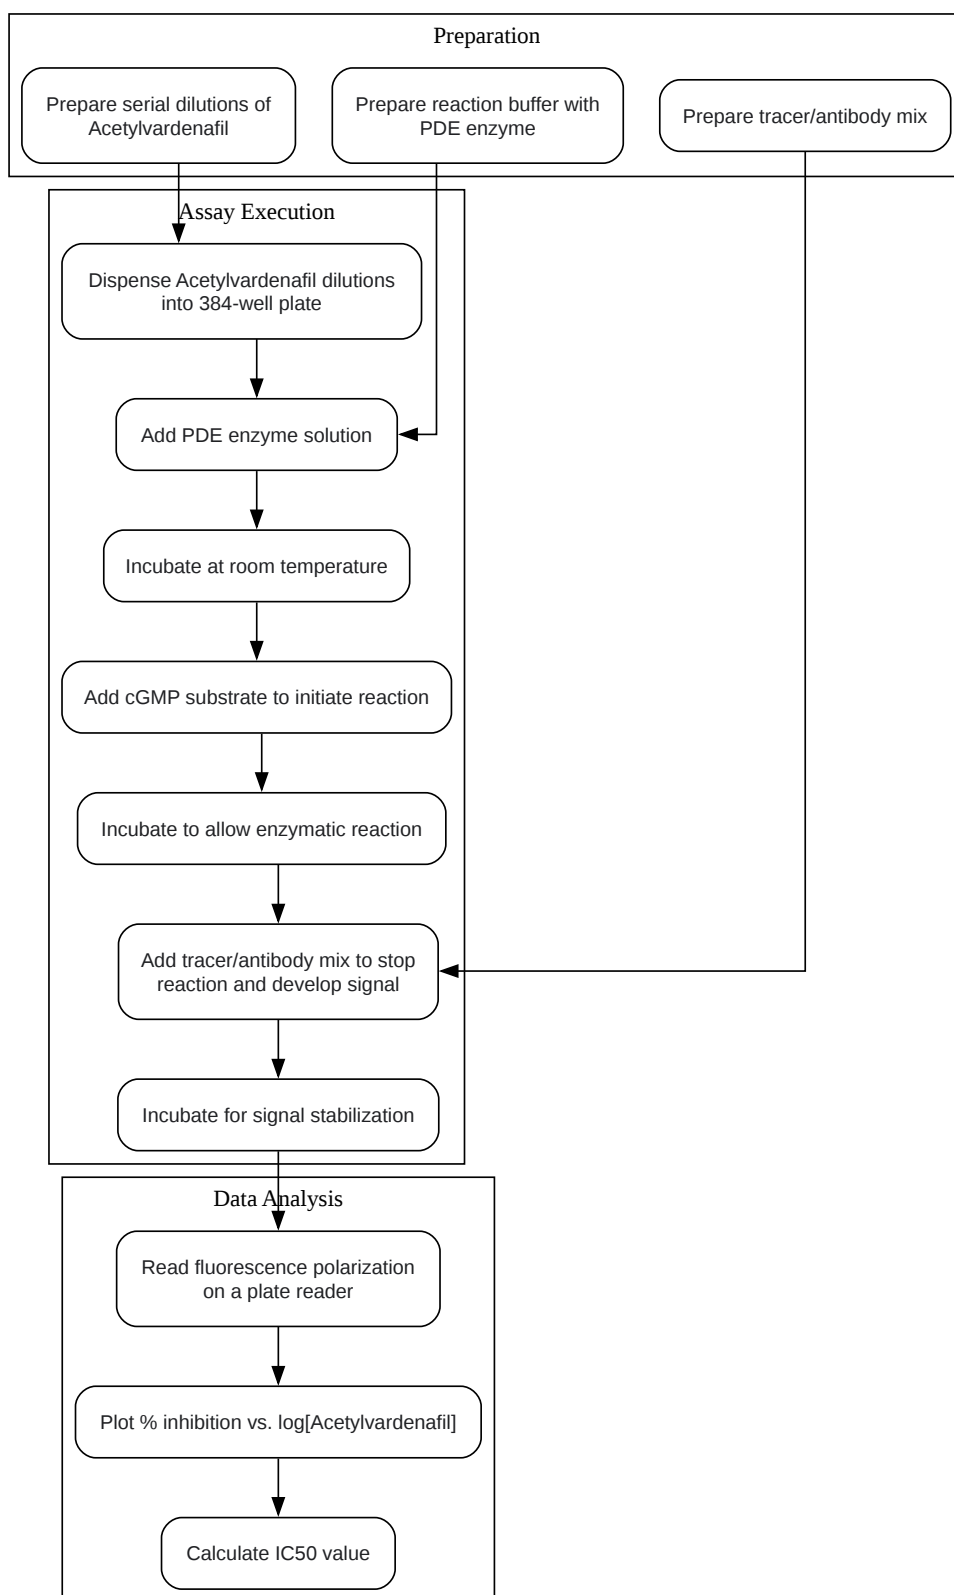 Preparation
Prepare serial dilutions of
Acetylvardenafil
Prepare reaction buffer with
PDE enzyme
Prepare tracer/antibody mix
Assay Execution
Dispense Acetylvardenafil dilutions
into 384-well plate
Add PDE enzyme solution
Incubate at room temperature
Add cGMP substrate to initiate reaction
Incubate to allow enzymatic reaction
Add tracer/antibody mix to stop
reaction and develop signal
Incubate for signal stabilization
Data Analysis
Read fluorescence polarization
on a plate reader
Plot % inhibition vs. log[Acetylvardenafil]
Calculate IC50 value